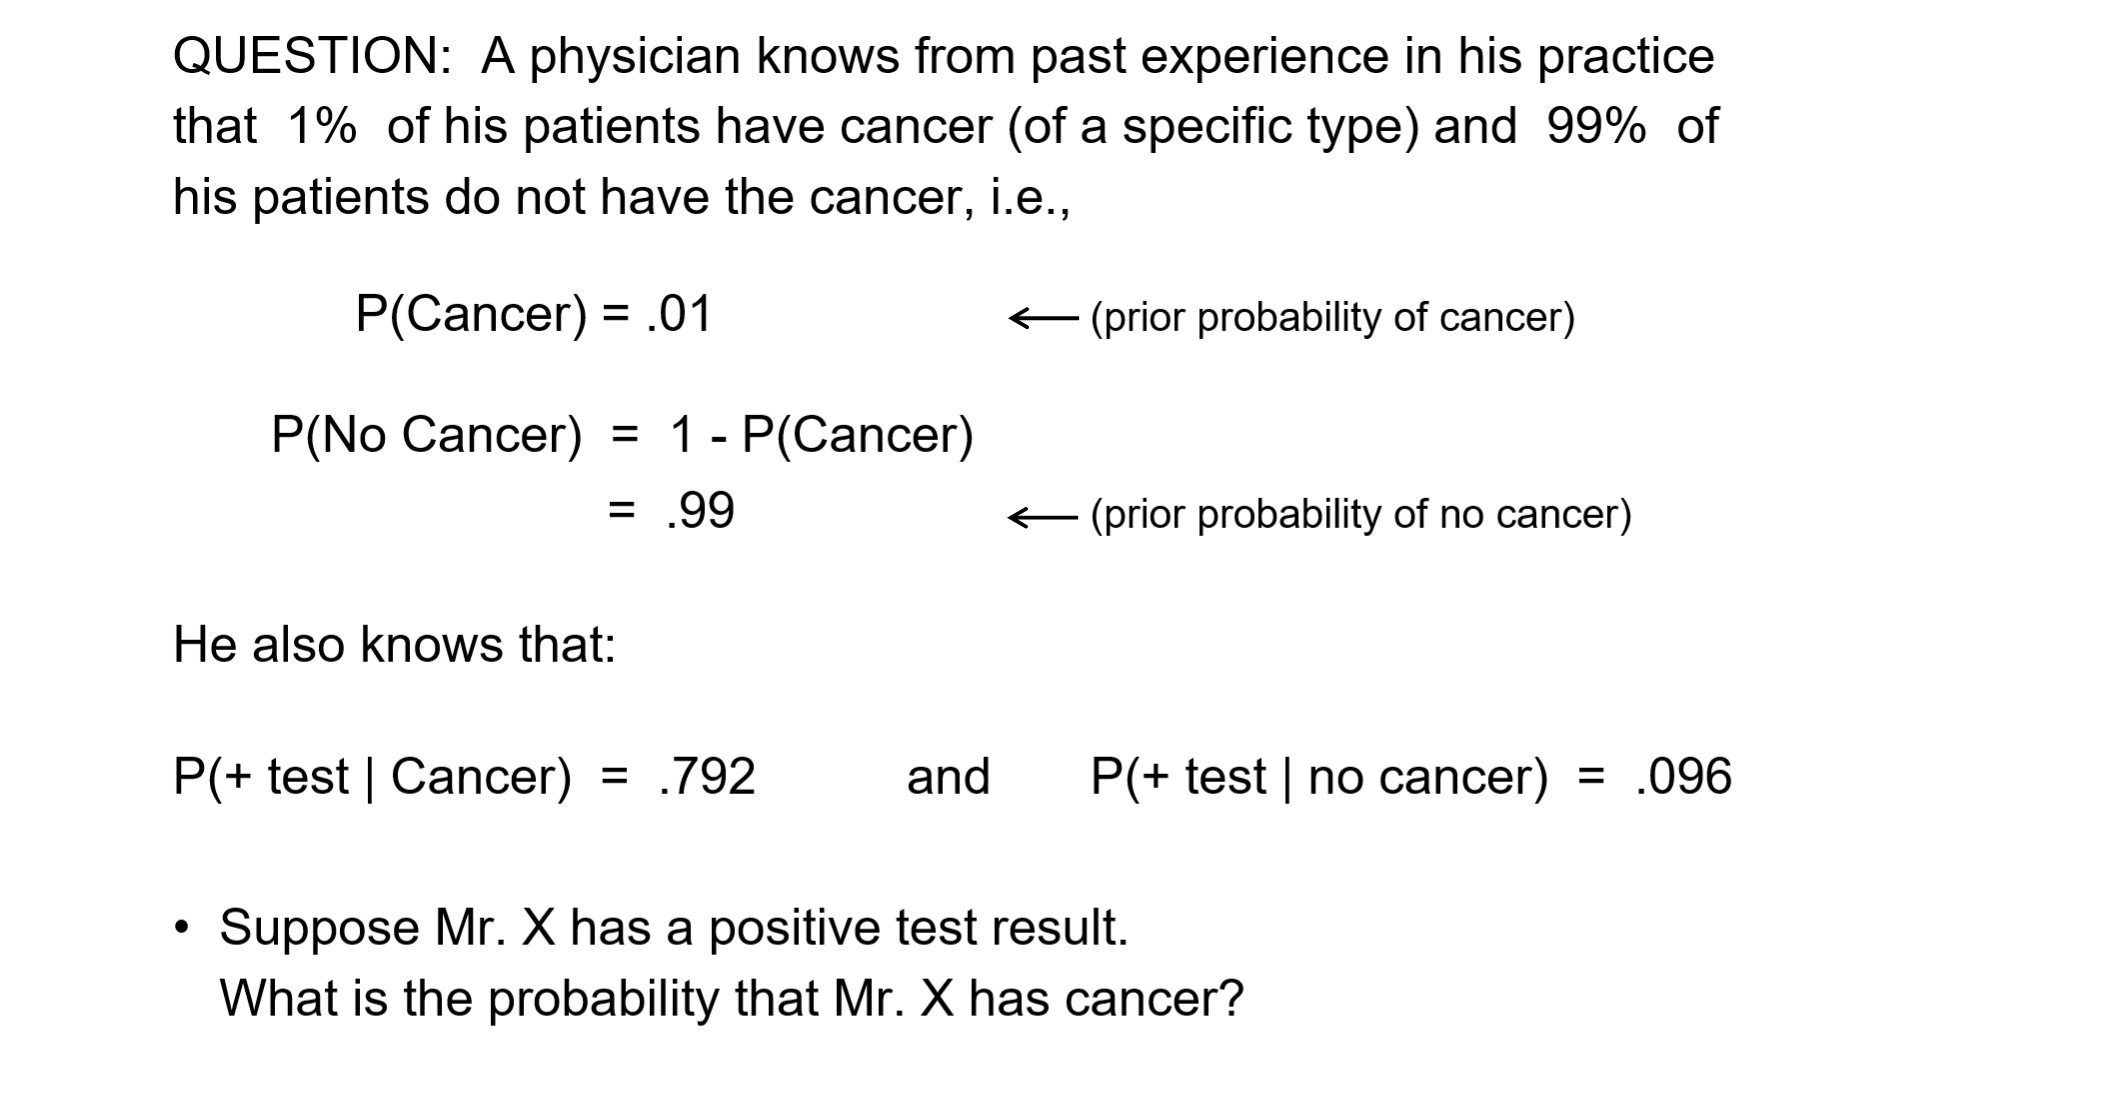 QUESTION: A physician knows from past experience in his practice
that 1% of his patients have cancer (of a specific type) and 99% of
his patients do not have the cancer, i.e.,
P(Cancer) = .01 ← (prior probability of cancer)
P(No Cancer) = 1 - P(Cancer)
= .99 ← (prior probability of no cancer)
He also knows that:
P(+ test | Cancer) = .792 and P(+ test | no cancer) = .096
• Suppose Mr. X has a positive test result.
What is the probability that Mr. X has cancer?